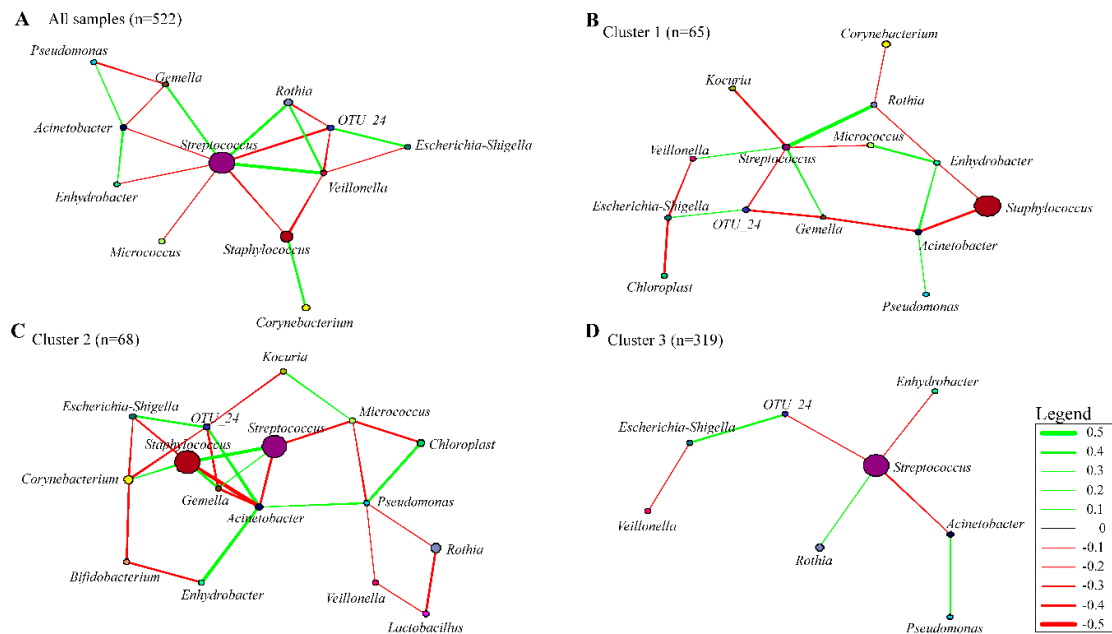 A All samples (n=522)
Pseudomonas
Gemella
Rothia
Acinetobacter
OTU_24
Streptococcus
Escherichia-Shigella
Enhydrobacter
Veillonella
Micrococcus
Staphylococcus
Corynebacterium
B Cluster 1 (n=65)
Corynebacterium
Kocuria
Rothia
Micrococcus
Veillonella
Streptococcus
Enhydrobacter
Escherichia-Shigella
Staphylococcus
OTU_24
Gemella
Acinetobacter
Chloroplast
Pseudomonas
C Cluster 2 (n=68)
Kocuria
Escherichia-Shigella
OTU_24
Micrococcus
Streptococcus
Staphylococcus
Chloroplast
Corynebacterium
Gemella
Pseudomonas
Acinetobacter
Rothia
Bifidobacterium
Enhydrobacter
Veillonella
Lactobacillus
D Cluster 3 (n=319)
Enhydrobacter
OTU_24
Escherichia-Shigella
Streptococcus
Veillonella
Acinetobacter
Rothia
Pseudomonas
Legend
0.5
0.4
0.3
0.2
0.1
0
-0.1
-0.2
-0.3
-0.4
-0.5